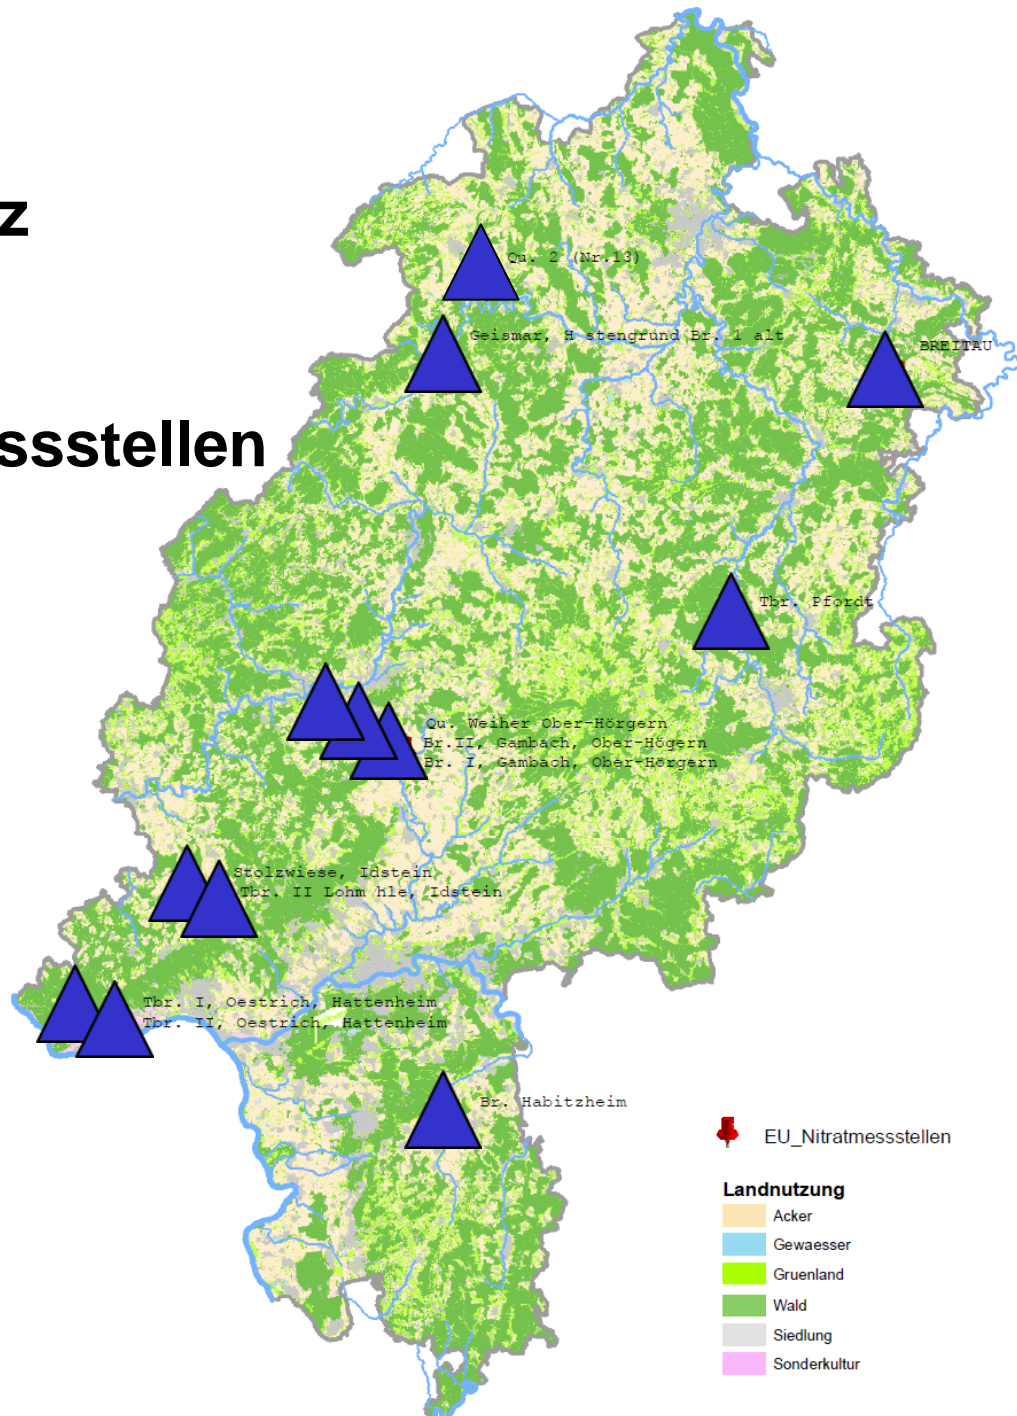 z
ssstellen
Qu. 2 (Nr.13)
Geismar, H stengrund Br. 1 alt
BREITAU
Tbr. Pfordt
Qu. Weiher Ober-Hörgern
Br.II, Gambach, Ober-Högern
Br. I, Gambach, Ober-Hörgern
Stolzwiese, Idstein
Tbr. II Lohm hle, Idstein
Tbr. I, Oestrich, Hattenheim
Tbr. II, Oestrich, Hattenheim
Br. Habitzheim
EU_Nitratmessstellen
Landnutzung
Acker
Gewaesser
Gruenland
Wald
Siedlung
Sonderkultur